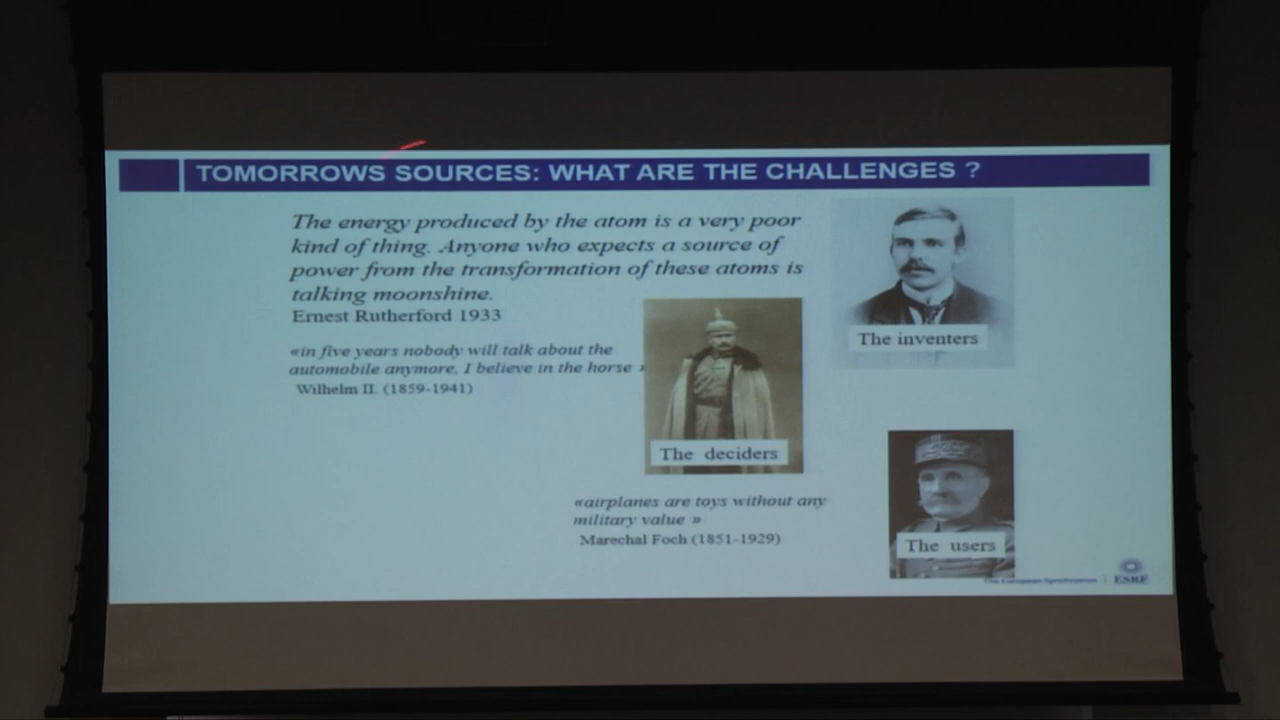 TOMORROWS SOURCES: WHAT ARE THE CHALLENGES ?
The energy produced by the atom is a very poor
kind of thing. Anyone who expects a source of
power from the transformation of these atoms is
talking moonshine.
Ernest Rutherford 1933
The inventers
«in five years nobody will talk about the
automobile anymore, I believe in the horse »
Wilhelm II. (1859-1941)
The deciders
«airplanes are toys without any
military value »
Marechal Foch (1851-1929)
The users
The European Synchrotron | ESRF